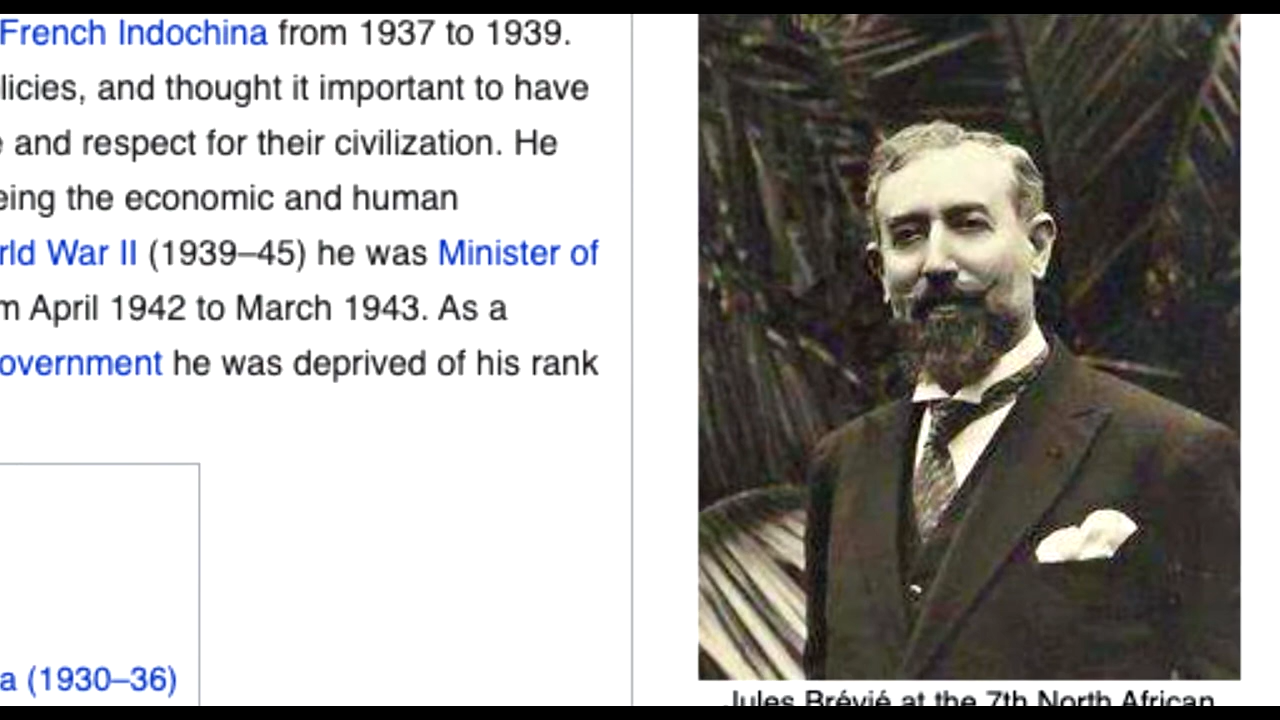 French Indochina from 1937 to 1939.
licies, and thought it important to have
and respect for their civilization. He
eing the economic and human
rld War II (1939–45) he was Minister of
m April 1942 to March 1943. As a
overnment he was deprived of his rank
a (1930–36)
Jules Brévié at the 7th North African